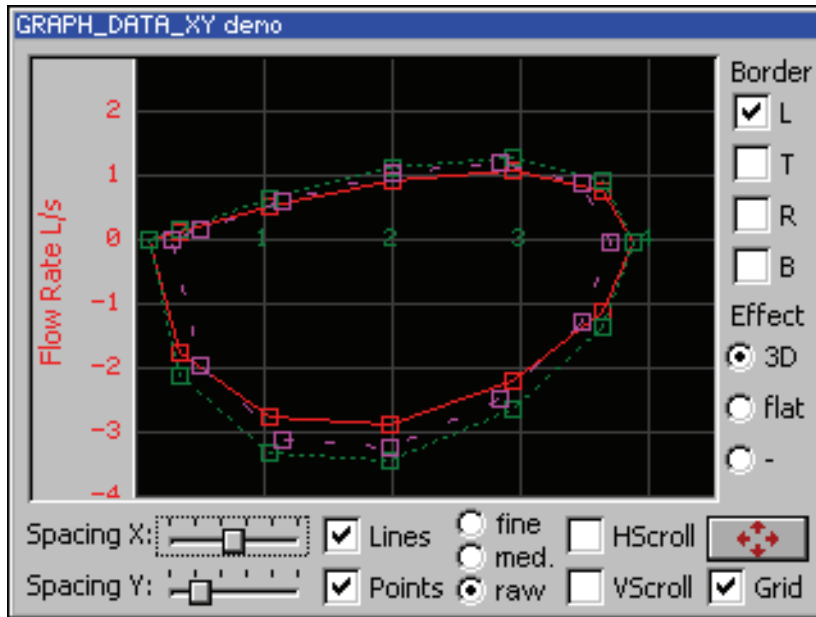 GRAPH_DATA_XY demo
Border
L
T
R
B
Effect
3D
flat
-
Flow Rate L/s
2
1
0
-1
-2
-3
-4
1
2
3
4
Spacing X:
Lines
fine
med.
raw
HScroll
Spacing Y:
Points
VScroll
Grid